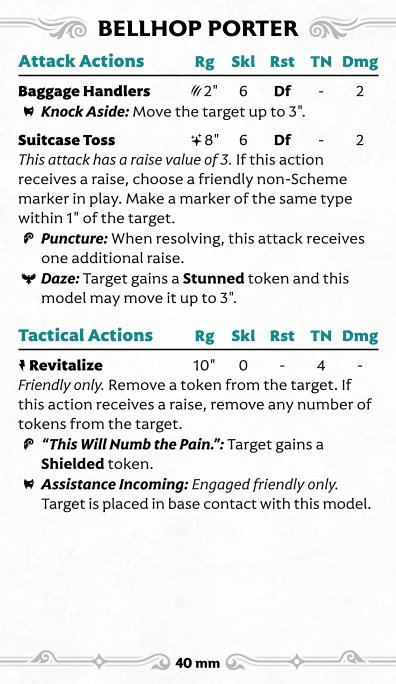 BELLHOP PORTER
Attack Actions Rg Skl Rst TN Dmg
Baggage Handlers 2" 6 Df - 2
Knock Aside: Move the target up to 3".
Suitcase Toss 8" 6 Df - 2
This attack has a raise value of 3. If this action
receives a raise, choose a friendly non-Scheme
marker in play. Make a marker of the same type
within 1" of the target.
Puncture: When resolving, this attack receives
one additional raise.
Daze: Target gains a Stunned token and this
model may move it up to 3".
Tactical Actions Rg Skl Rst TN Dmg
Revitalize 10" 0 - 4 -
Friendly only. Remove a token from the target. If
this action receives a raise, remove any number of
tokens from the target.
“This Will Numb the Pain.”: Target gains a
Shielded token.
Assistance Incoming: Engaged friendly only.
Target is placed in base contact with this model.
40 mm